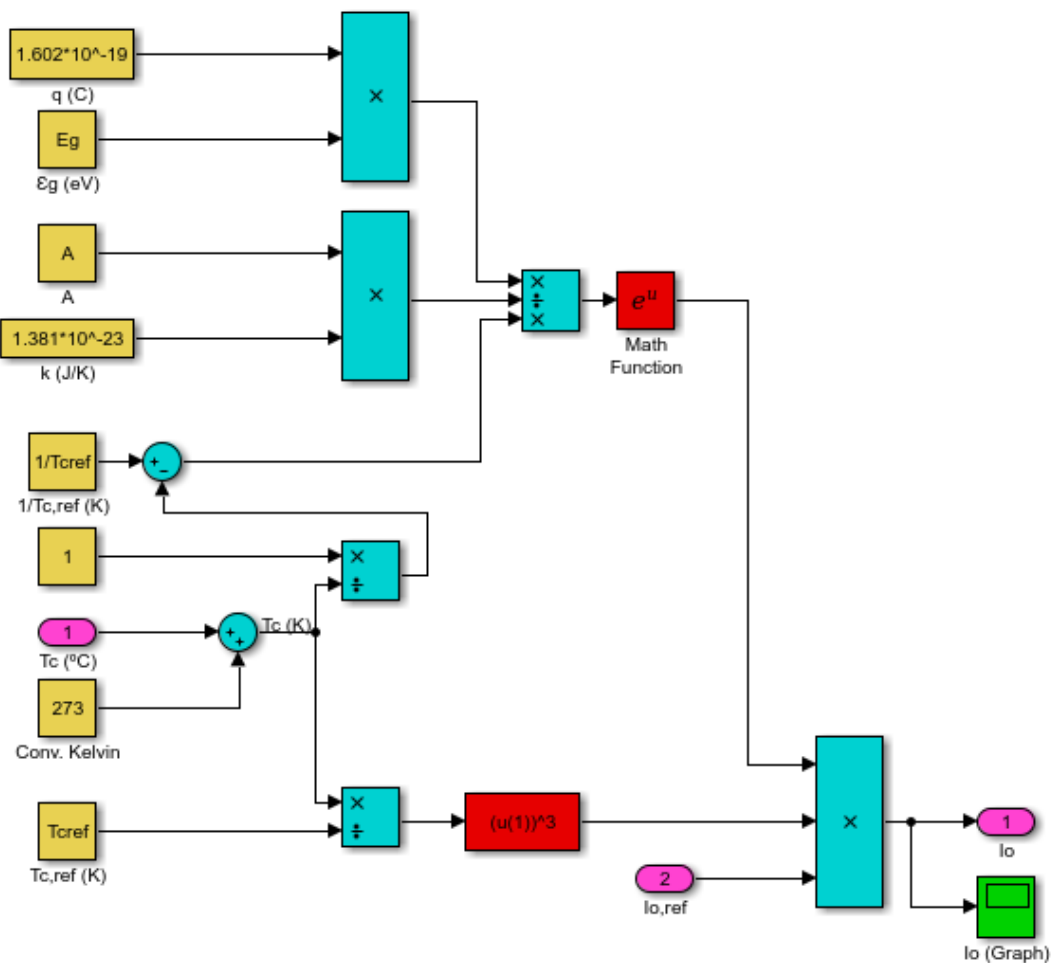 1.602*10^-19
q (C)
×
Eg
Ɛg (eV)
A
A
×
1.381*10^-23
k (J/K)
×
÷
×
e^u
Math
Function
1/Tcref
+
−
1/Tc,ref (K)
1
×
÷
1
+
+
Tc (K)
Tc (ºC)
273
Conv. Kelvin
Tcref
×
÷
Tc,ref (K)
(u(1))^3
×
2
Io,ref
1
Io
Io (Graph)